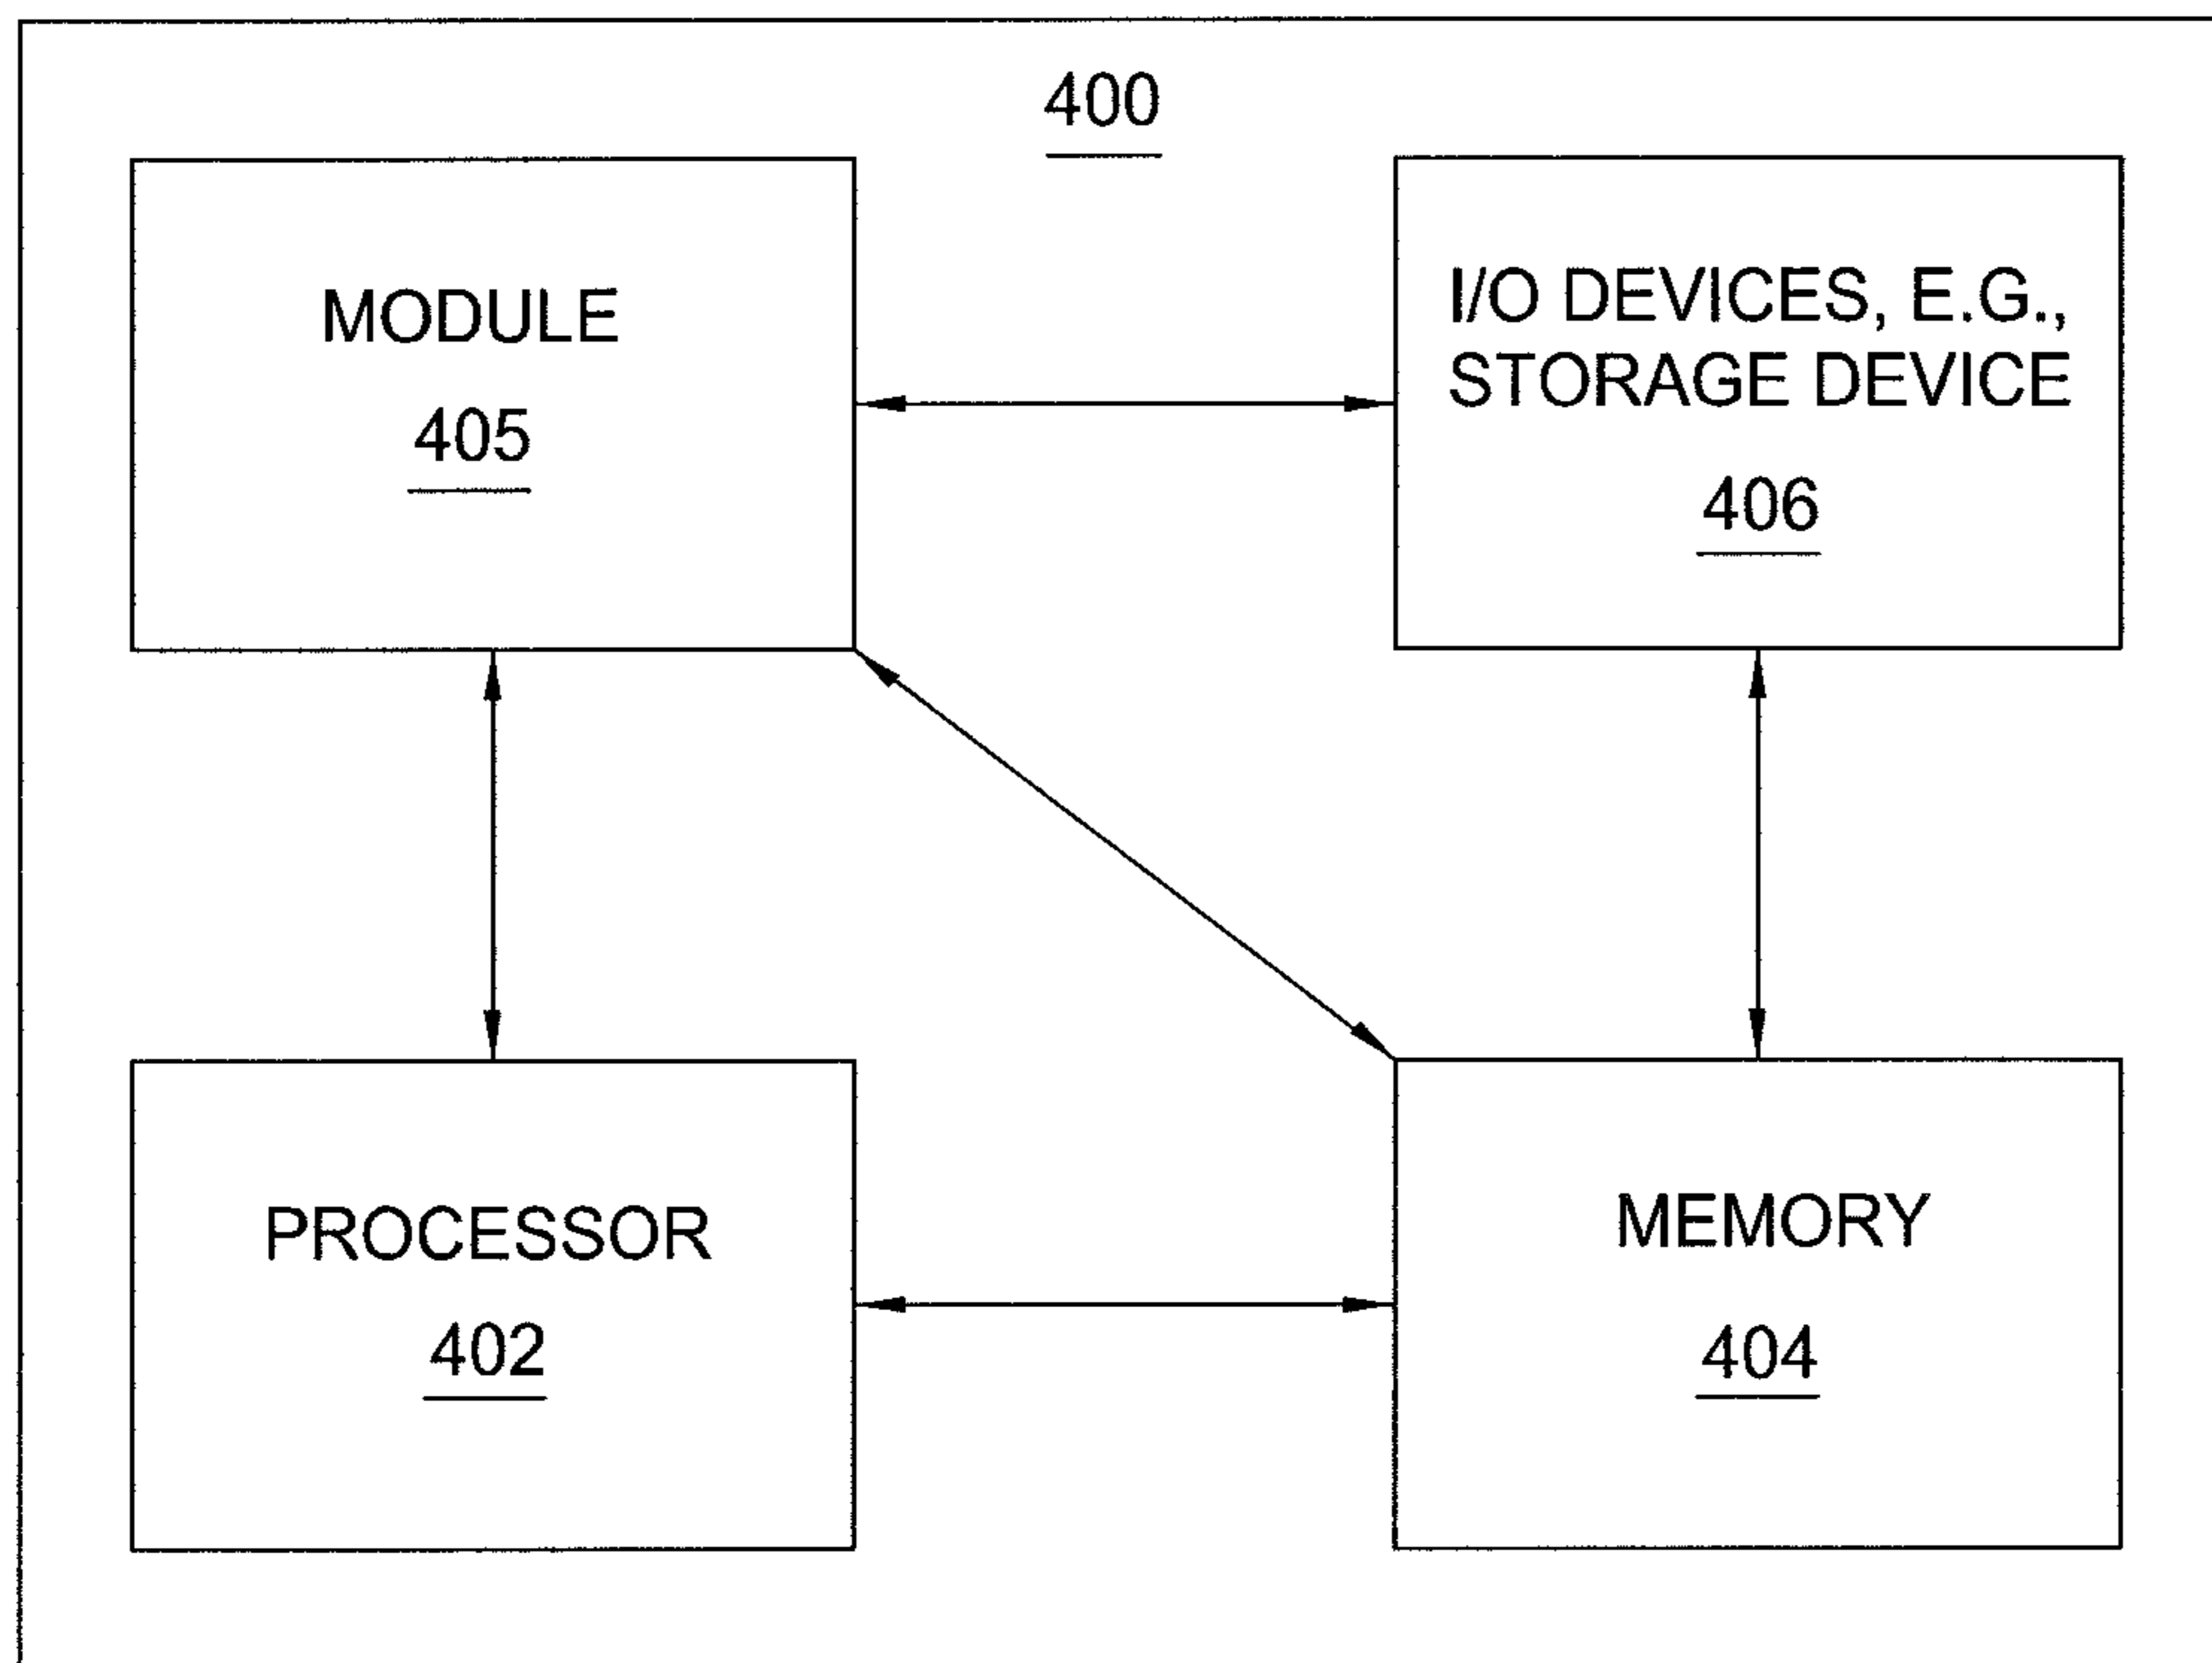 400
MODULE
405
I/O DEVICES, E.G.,
STORAGE DEVICE
406
PROCESSOR
402
MEMORY
404